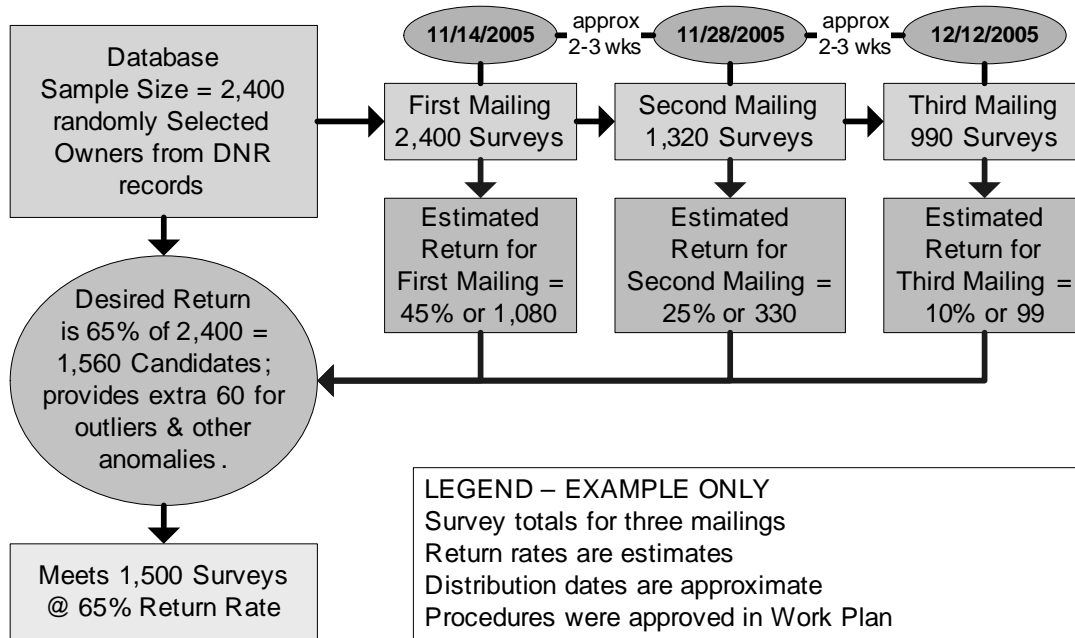 Database
Sample Size = 2,400
randomly Selected
Owners from DNR
records
11/14/2005
approx
2-3 wks
11/28/2005
approx
2-3 wks
12/12/2005
First Mailing
2,400 Surveys
Second Mailing
1,320 Surveys
Third Mailing
990 Surveys
Estimated
Return for
First Mailing =
45% or 1,080
Estimated
Return for
Second Mailing =
25% or 330
Estimated
Return for
Third Mailing =
10% or 99
Desired Return
is 65% of 2,400 =
1,560 Candidates;
provides extra 60 for
outliers & other
anomalies.
Meets 1,500 Surveys
@ 65% Return Rate
LEGEND – EXAMPLE ONLY
Survey totals for three mailings
Return rates are estimates
Distribution dates are approximate
Procedures were approved in Work Plan